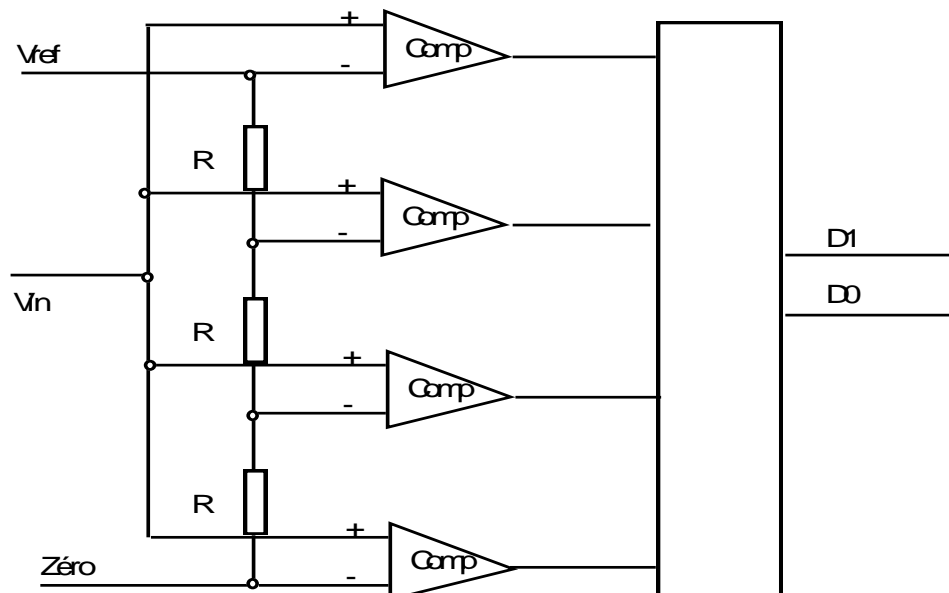 +
Vref
-
Comp
R
+
Comp
-
D1
Vin
D0
R
+
Comp
-
R
+
Zéro
Comp
-